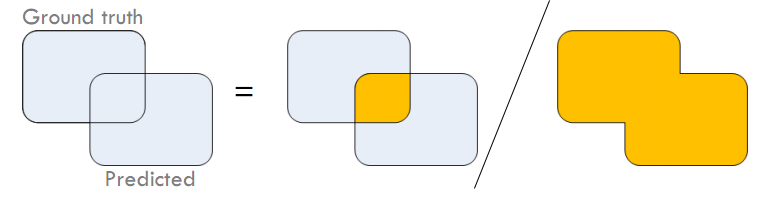 Ground truth
=
Predicted